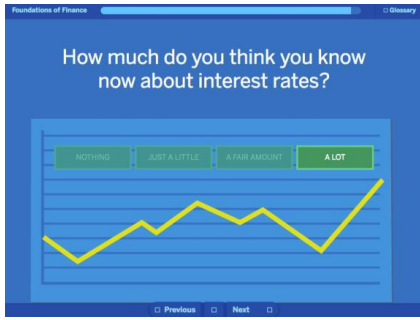 Foundations of Finance
Glossary
How much do you think you know
now about interest rates?
NOTHING
JUST A LITTLE
A FAIR AMOUNT
A LOT
Previous
Next